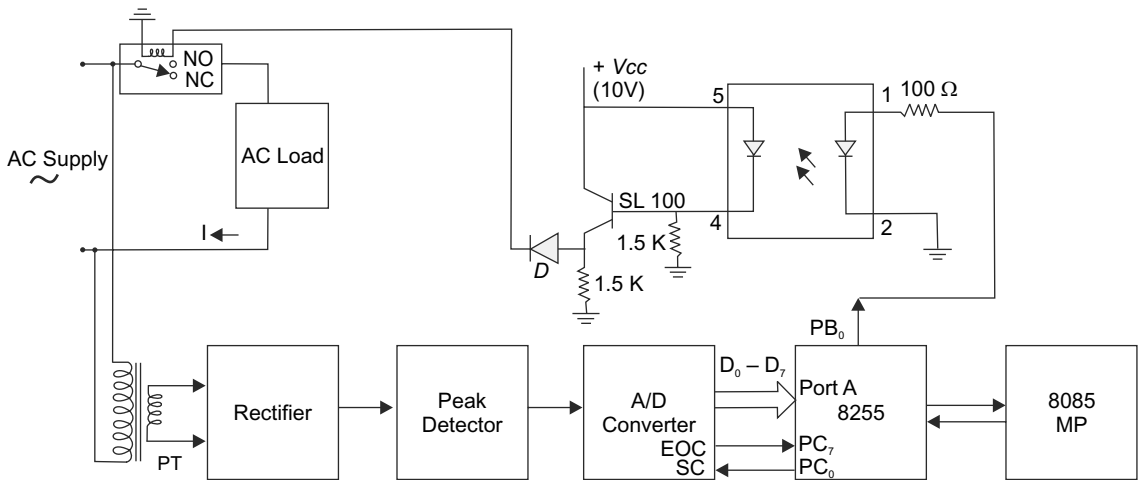 NO
NC
+ Vcc
(10V)
5
1
100 Ω
AC Supply
~
AC Load
SL 100
4
2
I
1.5 K
D
1.5 K
PB₀
PT
Rectifier
Peak
Detector
A/D
Converter
EOC
SC
D₀ – D₇
Port A
8255
PC₇
PC₀
8085
MP